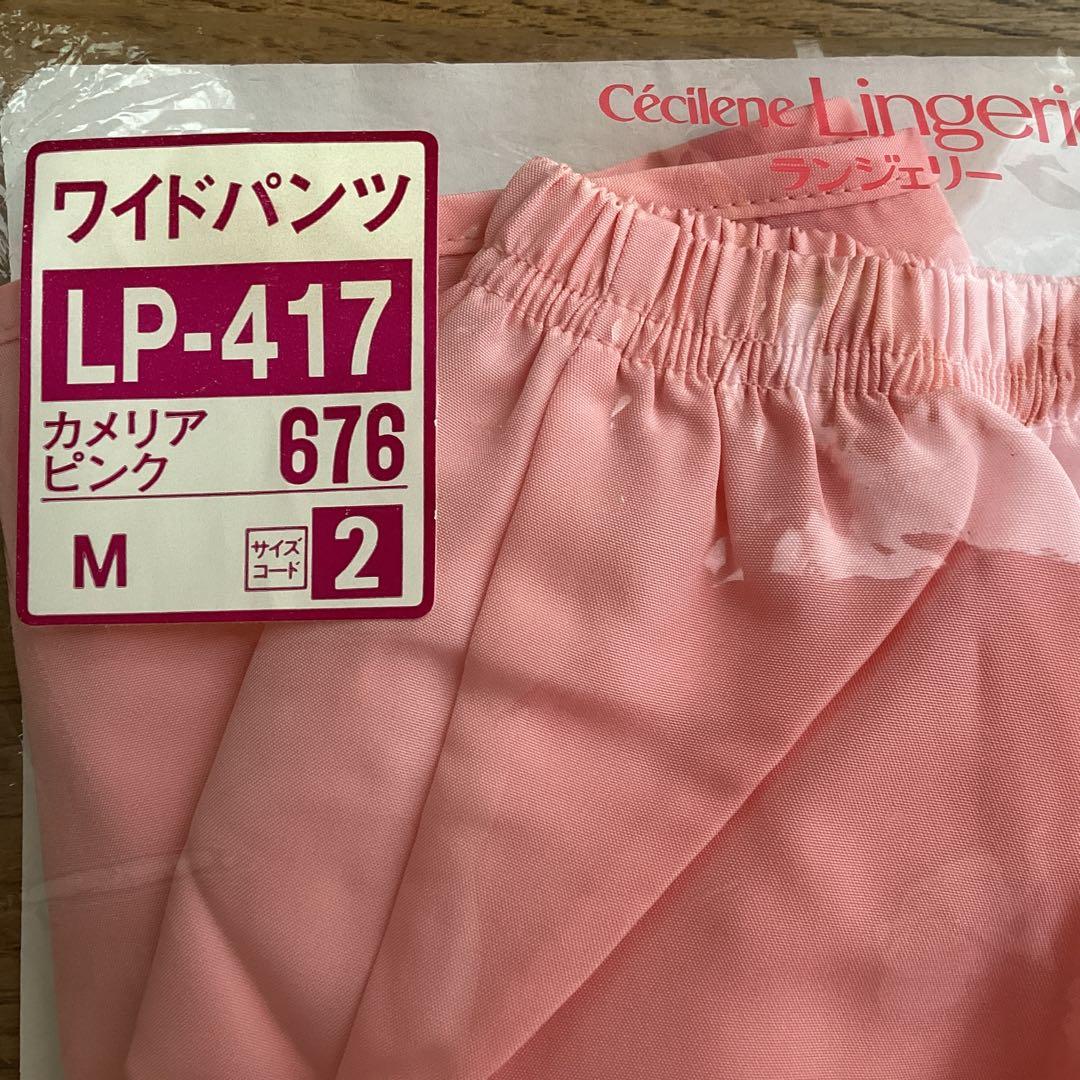 Cécilene Lingeri
ランジェリー
ワイドパンツ
LP-417
カメリア
ピンク 676
M サイズ
コード 2